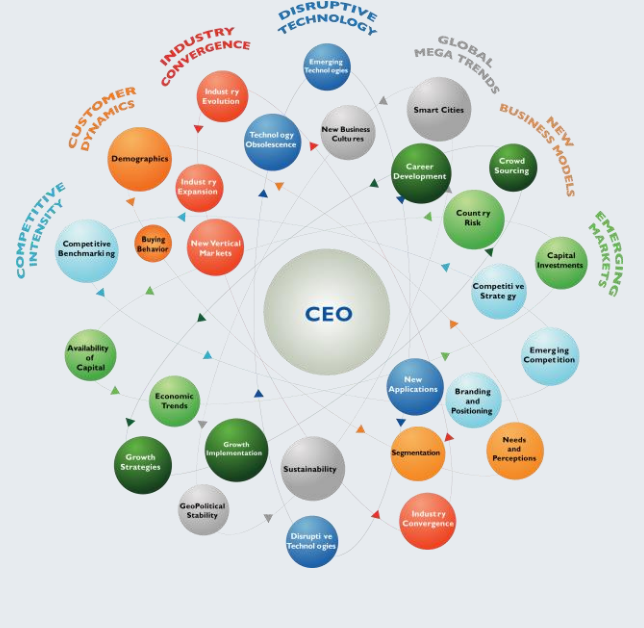 DISRUPTIVE
TECHNOLOGY
INDUSTRY
CONVERGENCE
GLOBAL
MEGA TRENDS
CUSTOMER
DYNAMICS
NEW
BUSINESS MODELS
COMPETITIVE
INTENSITY
EMERGING
MARKETS
Emerging
Technologies
Industry
Evolution
Smart Cities
Technology
Obsolescence
New Business
Cultures
Demographics
Career
Development
Crowd
Sourcing
Industry
Expansion
Country
Risk
Competitive
Benchmarking
Buying
Behavior
New Vertical
Markets
Capital
Investments
Competitive
Strategy
CEO
Availability
of
Capital
Emerging
Competition
Economic
Trends
New
Applications
Branding
and
Positioning
Growth
Strategies
Growth
Implementation
Sustainability
Segmentation
Needs
and
Perceptions
GeoPolitical
Stability
Industry
Convergence
Disruptive
Technologies